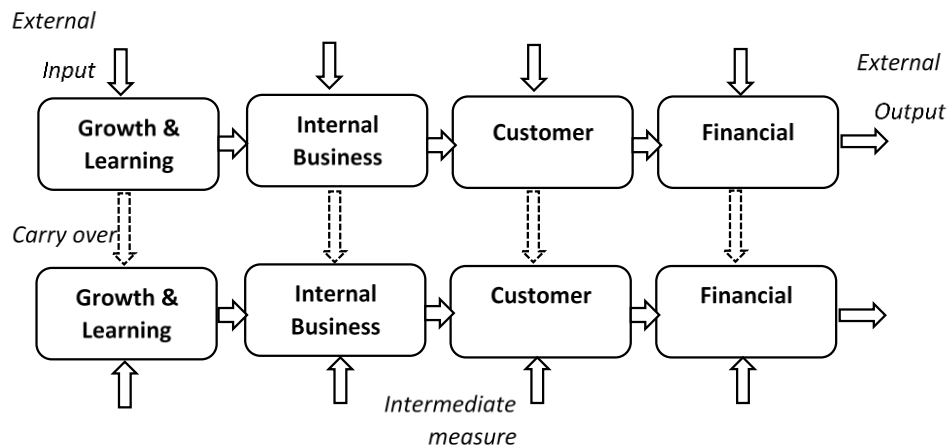 External
Input
External
Output
Growth &
Learning
Internal
Business
Customer
Financial
Carry over
Growth &
Learning
Internal
Business
Customer
Financial
Intermediate
measure